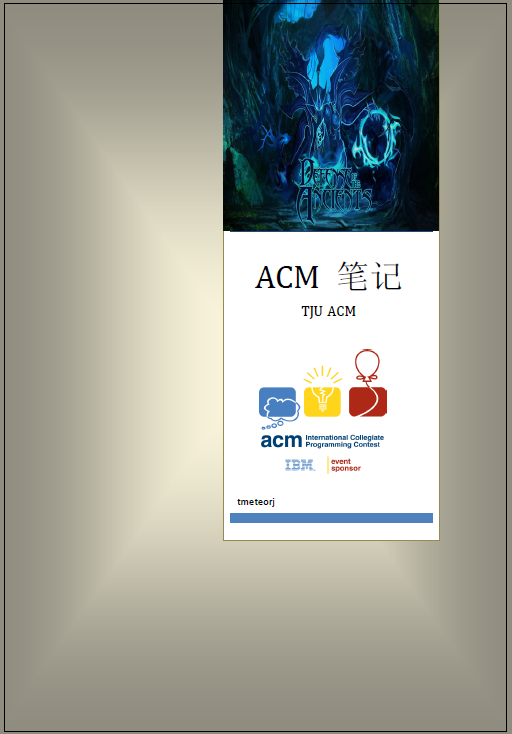 DEFENSE
OF THE
ANCIENTS
ACM 笔记
TJU ACM
acm International Collegiate
Programming Contest
IBM. event
sponsor
tmeteorj